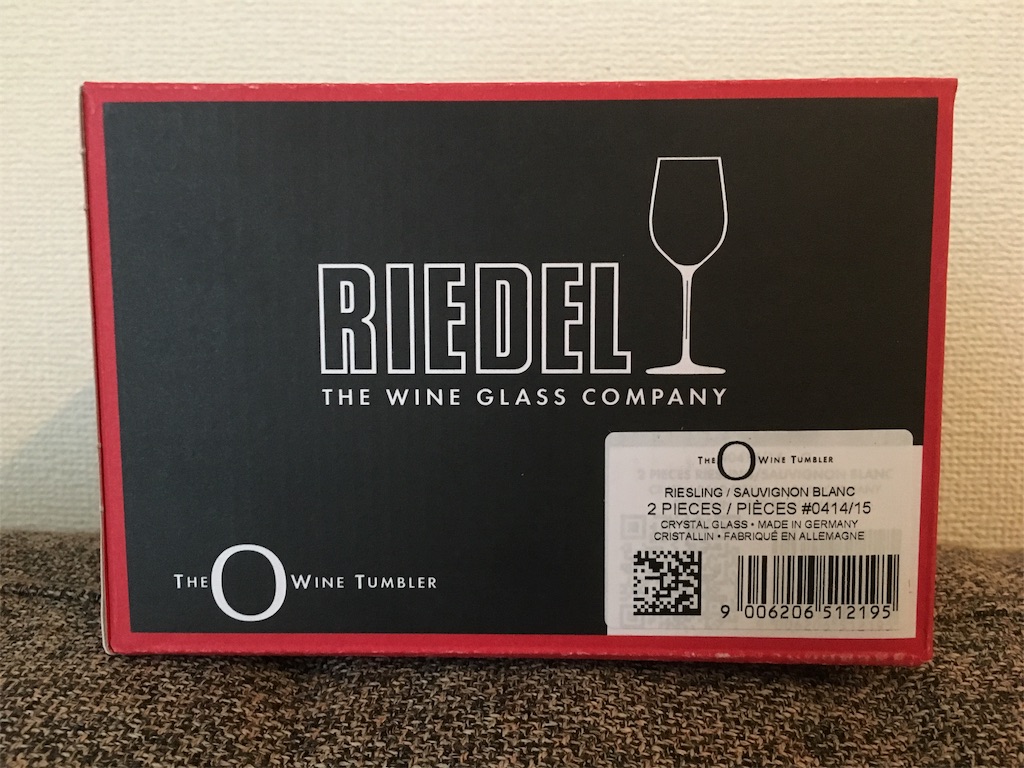 RIEDEL
THE WINE GLASS COMPANY
THE O WINE TUMBLER
RIESLING / SAUVIGNON BLANC
2 PIECES / PIÈCES #0414/15
CRYSTAL GLASS • MADE IN GERMANY
CRISTALLIN • FABRIQUÉ EN ALLEMAGNE
9 006206 512195
THE O WINE TUMBLER